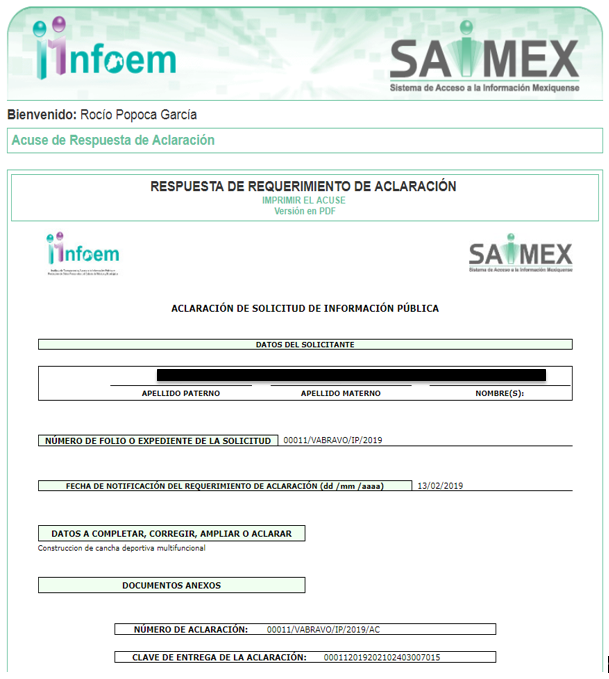 infoem
SAIMEX
Sistema de Acceso a la Información Mexiquense
Bienvenido: Rocío Popoca García
Acuse de Respuesta de Aclaración
RESPUESTA DE REQUERIMIENTO DE ACLARACIÓN
IMPRIMIR EL ACUSE
Versión en PDF
infoem
SAIMEX
Sistema de Acceso a la Información Mexiquense
ACLARACIÓN DE SOLICITUD DE INFORMACIÓN PÚBLICA
DATOS DEL SOLICITANTE
APELLIDO PATERNO APELLIDO MATERNO NOMBRE(S):
NÚMERO DE FOLIO O EXPEDIENTE DE LA SOLICITUD 00011/VABRAVO/IP/2019
FECHA DE NOTIFICACIÓN DEL REQUERIMIENTO DE ACLARACIÓN (dd /mm /aaaa) 13/02/2019
DATOS A COMPLETAR, CORREGIR, AMPLIAR O ACLARAR
Construccion de cancha deportiva multifuncional
DOCUMENTOS ANEXOS
NÚMERO DE ACLARACIÓN: 00011/VABRAVO/IP/2019/AC
CLAVE DE ENTREGA DE LA ACLARACIÓN: 000112019202102403007015